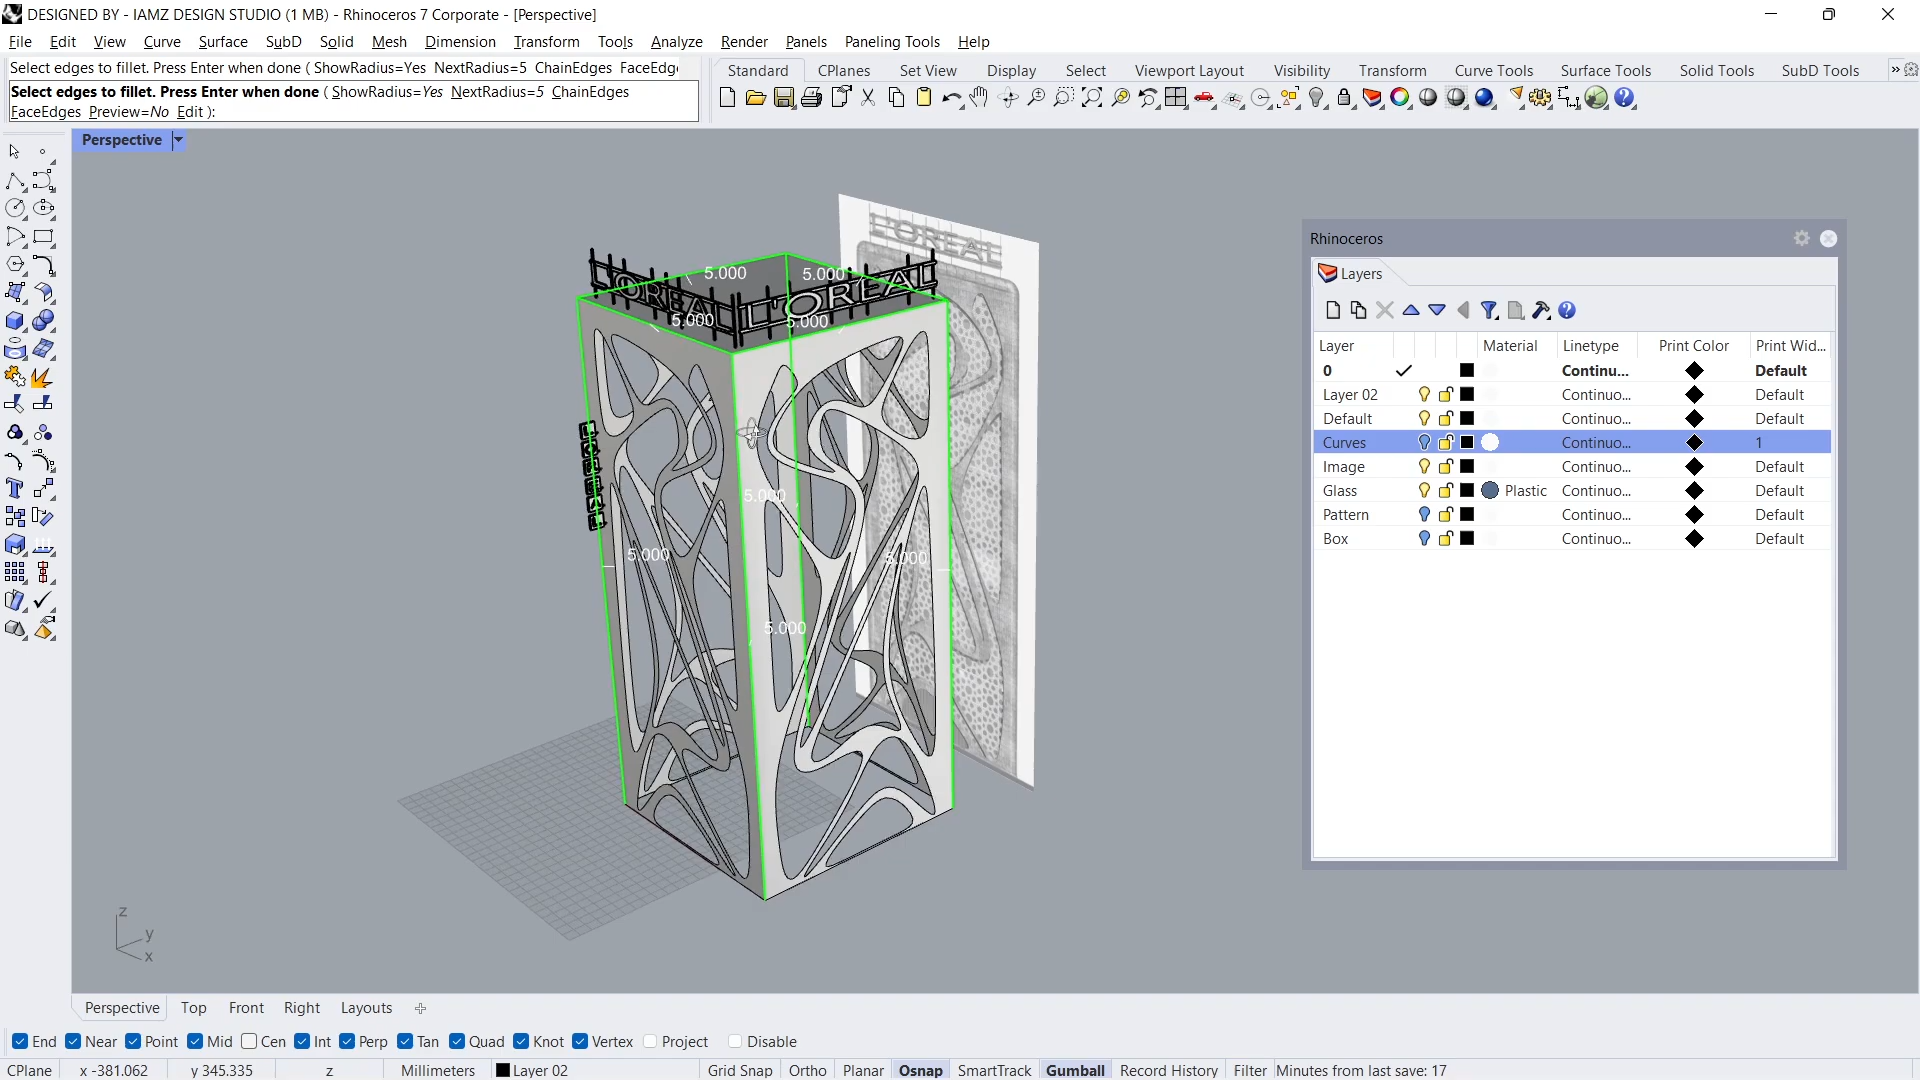 DESIGNED BY - IAMZ DESIGN STUDIO (1 MB) - Rhinoceros 7 Corporate - [Perspective]
File Edit View Curve Surface SubD Solid Mesh Dimension Transform Tools Analyze Render Panels Paneling Tools Help
Select edges to fillet. Press Enter when done ( ShowRadius=Yes NextRadius=5 ChainEdges FaceEdg
Select edges to fillet. Press Enter when done ( ShowRadius=Yes NextRadius=5 ChainEdges
FaceEdges Preview=No Edit ):
Standard CPlanes Set View Display Select Viewport Layout Visibility Transform Curve Tools Surface Tools Solid Tools SubD Tools »
Perspective
L'OREAL
L'OREAL
L'OREAL
5.000
5.000
5.000
5.000
5.000
5.000
5.000
5.000
z
y
x
Rhinoceros
Layers
Layer Material Linetype Print Color Print Wid...
0 Continu... Default
Layer 02 Continuo... Default
Default Continuo... Default
Curves Continuo... 1
Image Continuo... Default
Glass Plastic Continuo... Default
Pattern Continuo... Default
Box Continuo... Default
Perspective Top Front Right Layouts
End Near Point Mid Cen Int Perp Tan Quad Knot Vertex Project Disable
CPlane x -381.062 y 345.335 z Millimeters Layer 02 Grid Snap Ortho Planar Osnap SmartTrack Gumball Record History Filter Minutes from last save: 17